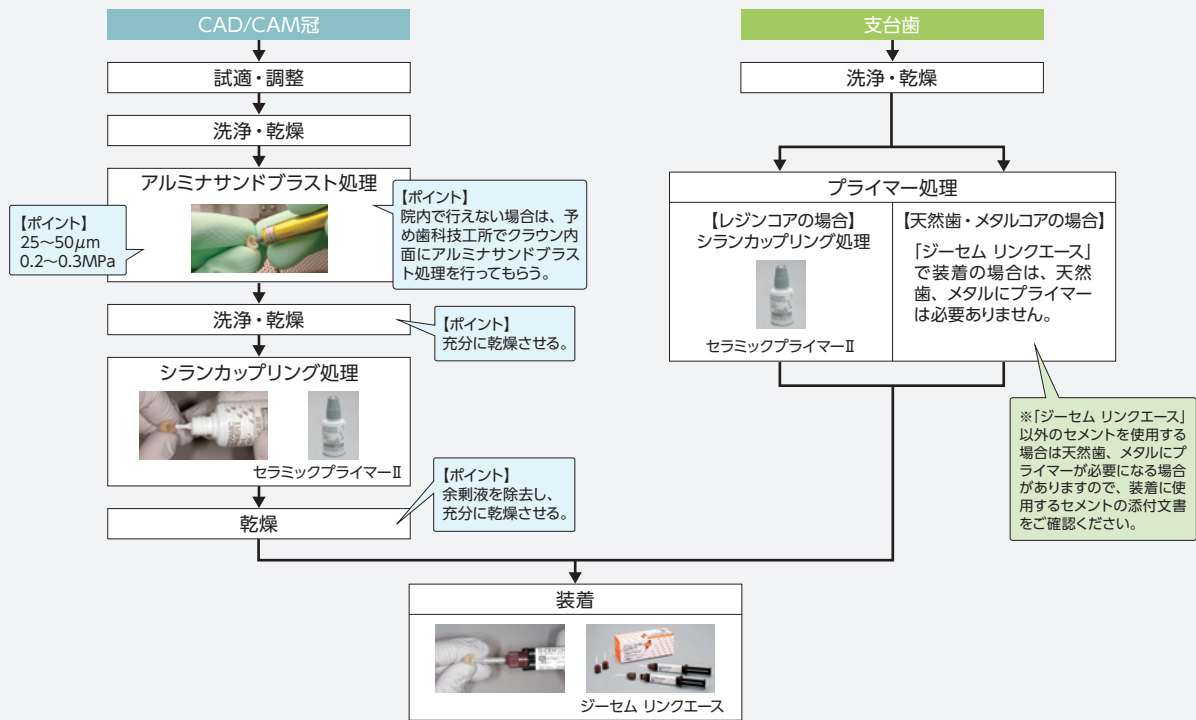 CAD/CAM冠
試適・調整
洗浄・乾燥
アルミナサンドブラスト処理
【ポイント】
25〜50μm
0.2〜0.3MPa
【ポイント】
院内で行えない場合は、予
め歯科技工所でクラウン内
面にアルミナサンドブラス
ト処理を行ってもらう。
洗浄・乾燥
【ポイント】
充分に乾燥させる。
シランカップリング処理
セラミックプライマーⅡ
【ポイント】
余剰液を除去し、
充分に乾燥させる。
乾燥
支台歯
洗浄・乾燥
プライマー処理
【レジンコアの場合】
シランカップリング処理
セラミックプライマーⅡ
【天然歯・メタルコアの場合】
「ジーセム リンクエース」
で装着の場合は、天然
歯、メタルにプライマー
は必要ありません。
※「ジーセム リンクエース」
以外のセメントを使用する
場合は天然歯、メタルにプ
ライマーが必要になる場合
がありますので、装着に使
用するセメントの添付文書
をご確認ください。
装着
ジーセム リンクエース